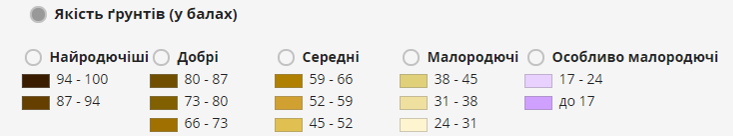 Якість ґрунтів (у балах)
Найродючіші Добрі Середні Малородючі Особливо малородючі
94 - 100 80 - 87 59 - 66 38 - 45 17 - 24
87 - 94 73 - 80 52 - 59 31 - 38 до 17
66 - 73 45 - 52 24 - 31